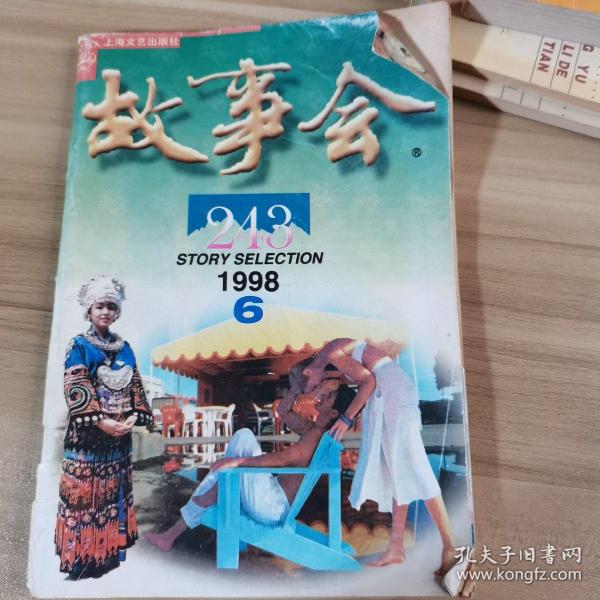 上海文艺出版社
故事会
®
243
STORY SELECTION
1998
6
G YU
LI DE
TIAN
孔夫子旧书网
www.kongfz.com